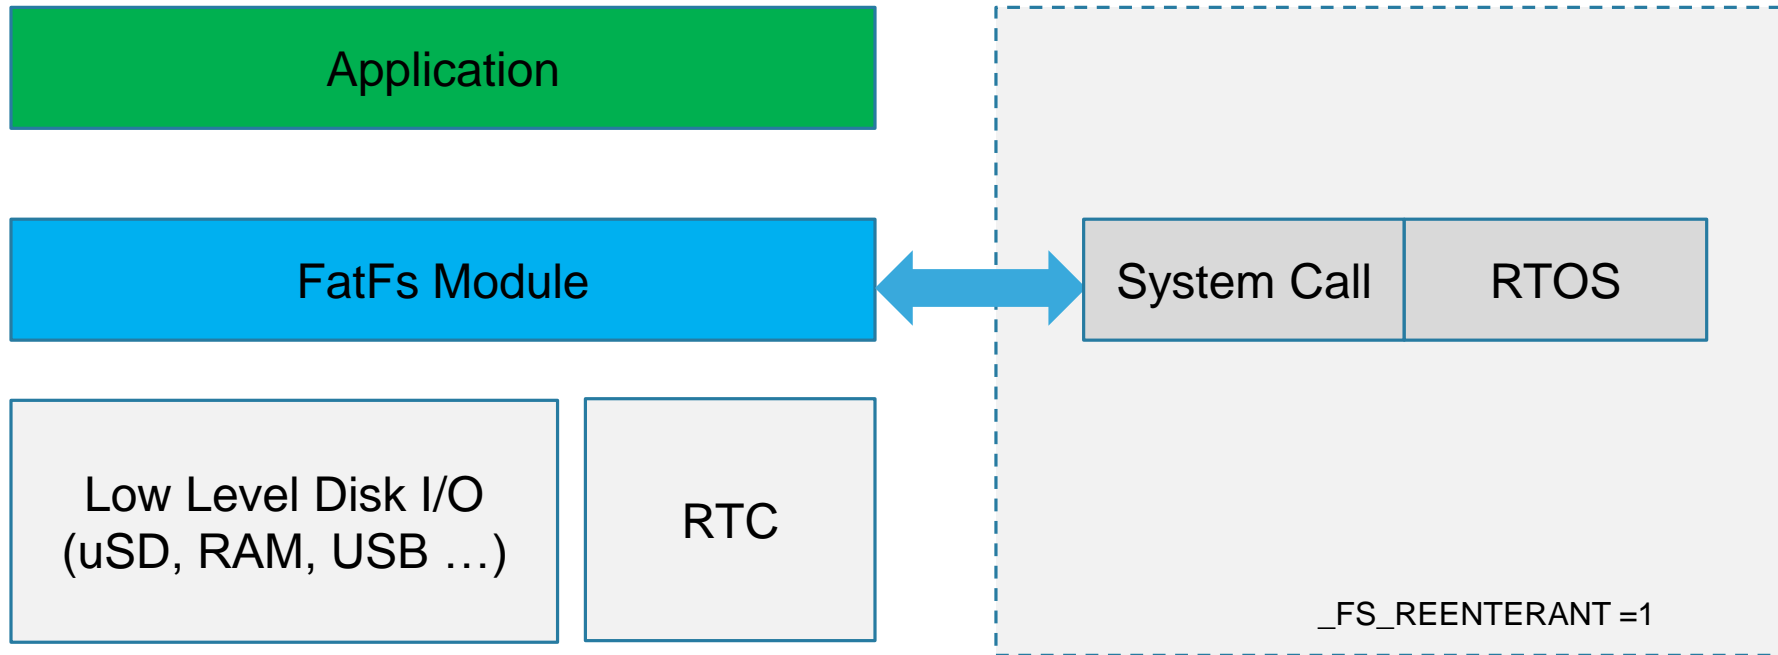 Application
FatFs Module
System Call
RTOS
Low Level Disk I/O
(uSD, RAM, USB …)
RTC
_FS_REENTERANT =1